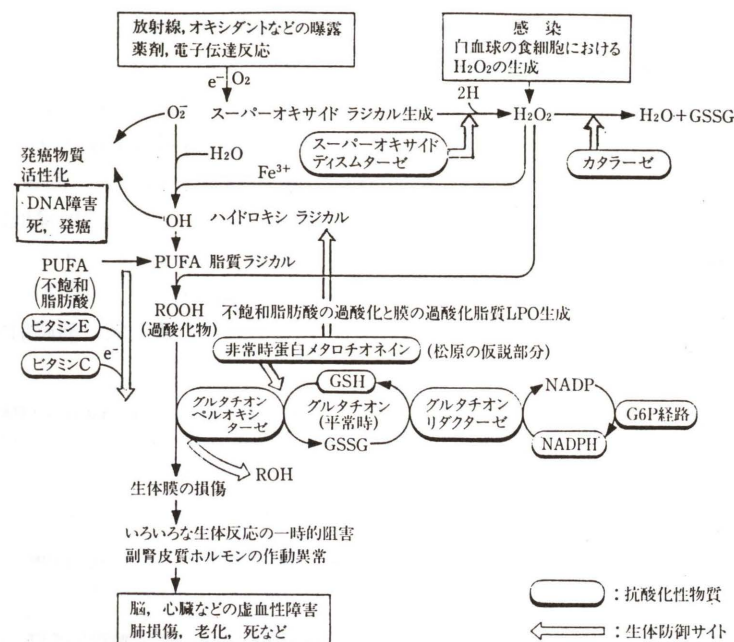 放射線，オキシダントなどの曝露
薬剤，電子伝達反応
感 染
白血球の食細胞における
H2O2の生成
e− O2
O2− スーパーオキサイド ラジカル生成
2H
H2O2
H2O+GSSG
スーパーオキサイド
ディスムターゼ
カタラーゼ
発癌物質
活性化
H2O
Fe3+
DNA障害
死，発癌
OH ハイドロキシ ラジカル
PUFA
(不飽和
脂肪酸)
PUFA 脂質ラジカル
ROOH
(過酸化物)
不飽和脂肪酸の過酸化と膜の過酸化脂質LPO生成
ビタミンE
e−
ビタミンC
非常時蛋白メタロチオネイン (松原の仮説部分)
グルタチオン
ペルオキシ
ターゼ
GSH
グルタチオン
(平常時)
GSSG
グルタチオン
リダクターゼ
NADP
NADPH
G6P経路
ROH
生体膜の損傷
いろいろな生体反応の一時的阻害
副腎皮質ホルモンの作動異常
脳，心臓などの虚血性障害
肺損傷，老化，死など
：抗酸化性物質
：生体防御サイト